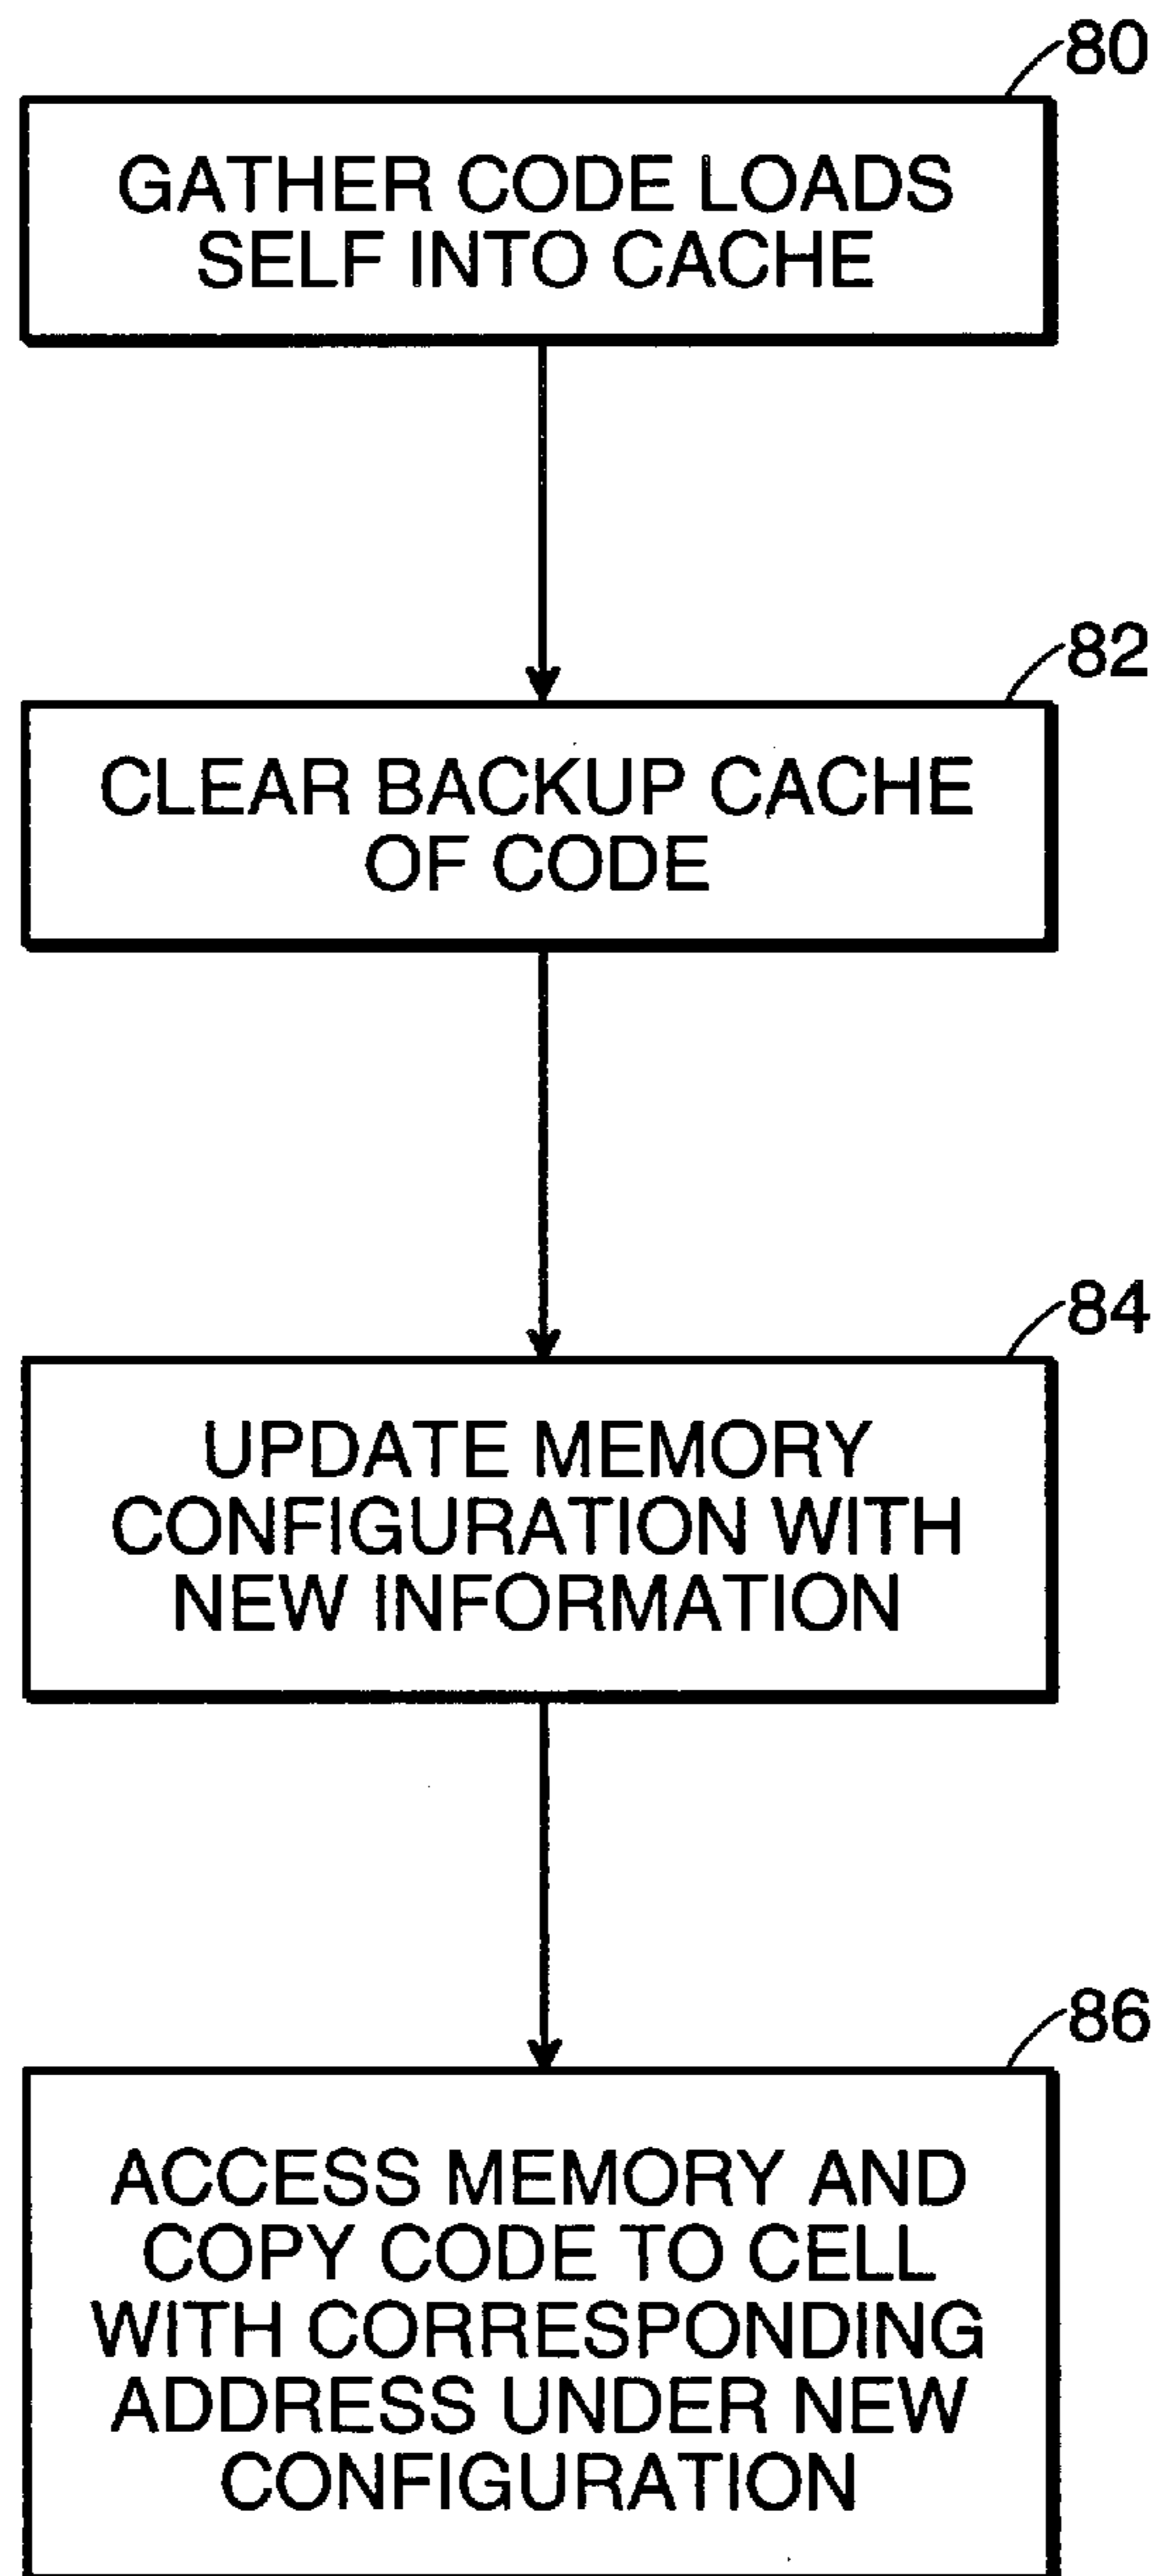 80
GATHER CODE LOADS
SELF INTO CACHE
82
CLEAR BACKUP CACHE
OF CODE
84
UPDATE MEMORY
CONFIGURATION WITH
NEW INFORMATION
86
ACCESS MEMORY AND
COPY CODE TO CELL
WITH CORRESPONDING
ADDRESS UNDER NEW
CONFIGURATION